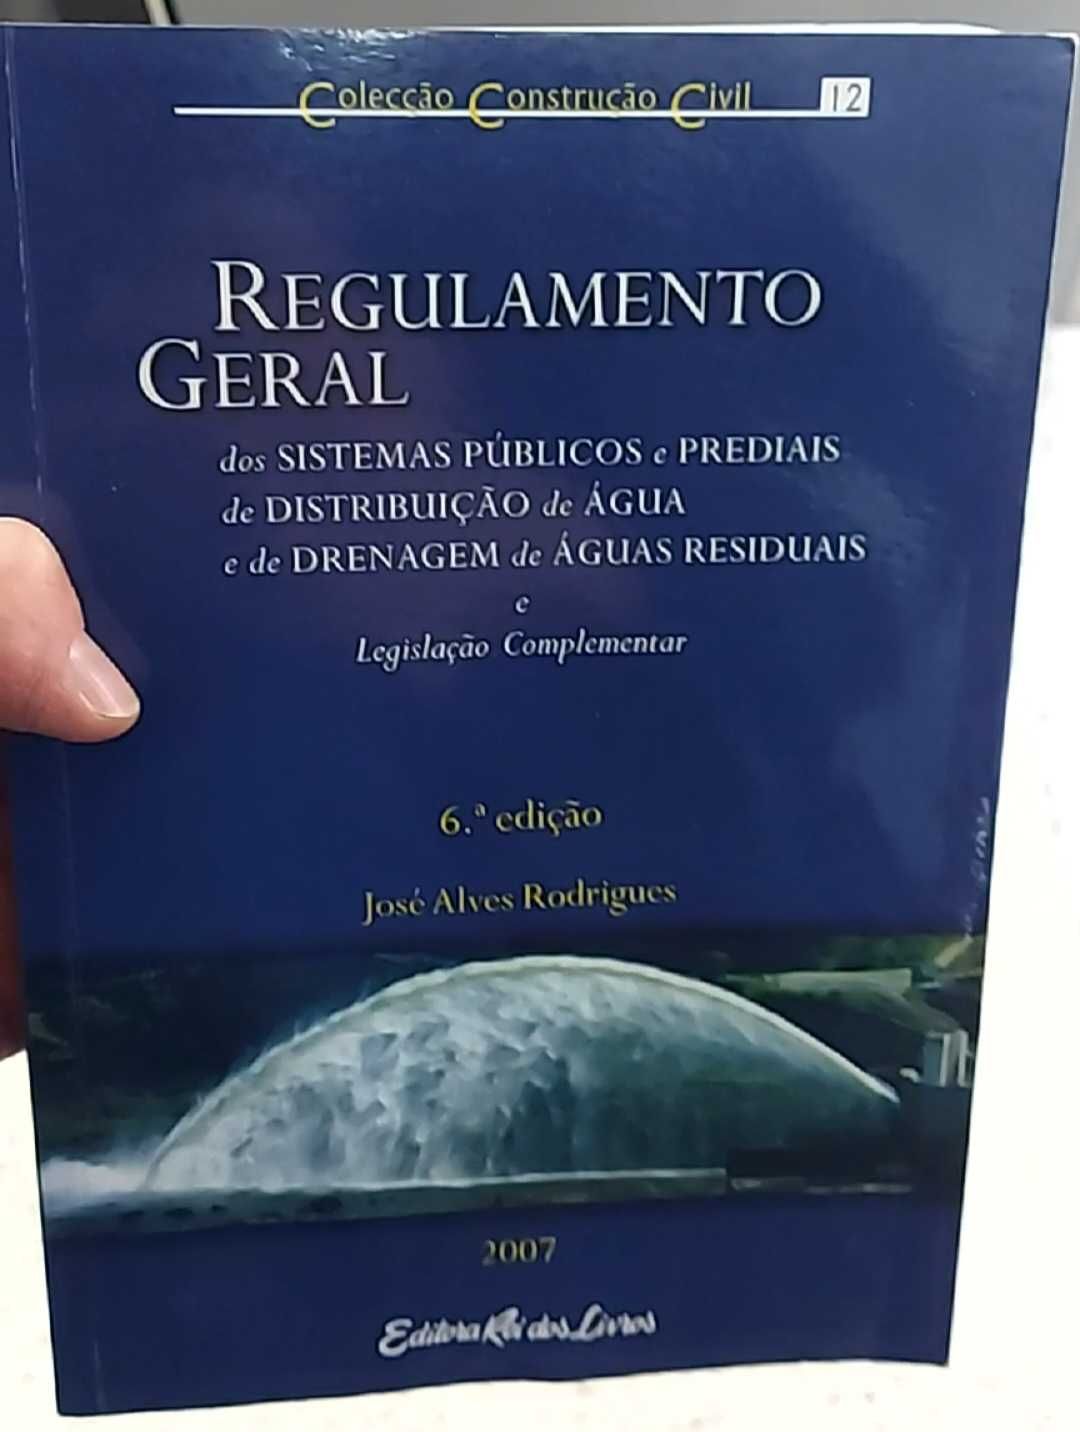 Colecção Construcão Civil 12
REGULAMENTO
GERAL
dos SISTEMAS PÚBLICOS e PREDIAIS
de DISTRIBUIÇÃO de ÁGUA
e de DRENAGEM de ÁGUAS RESIDUAIS
e
Legislação Complementar
6.ª edição
José Alves Rodrigues
2007
Editora Rei dos Livros